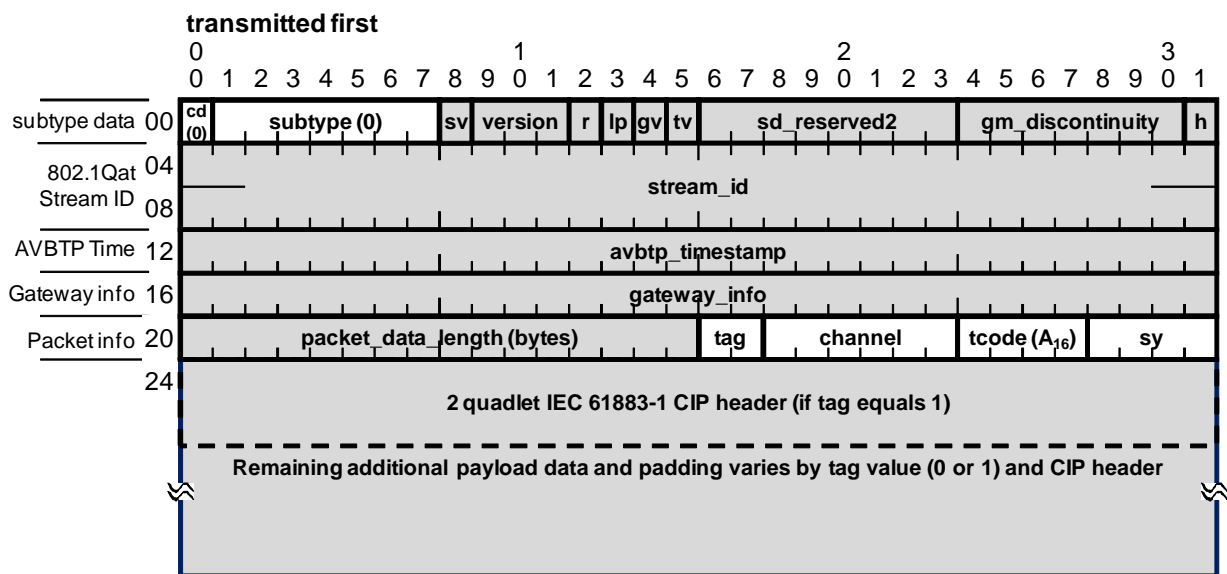 transmitted first
0 1 2 3
0 1 2 3 4 5 6 7 8 9 0 1 2 3 4 5 6 7 8 9 0 1 2 3 4 5 6 7 8 9 0 1
subtype data 00 cd (0) subtype (0) sv version r lp gv tv sd_reserved2 gm_discontinuity h
04
802.1Qat
Stream ID
stream_id
08
AVBTP Time 12 avbtp_timestamp
Gateway info 16 gateway_info
Packet info 20 packet_data_length (bytes) tag channel tcode (A16) sy
24
2 quadlet IEC 61883-1 CIP header (if tag equals 1)
Remaining additional payload data and padding varies by tag value (0 or 1) and CIP header